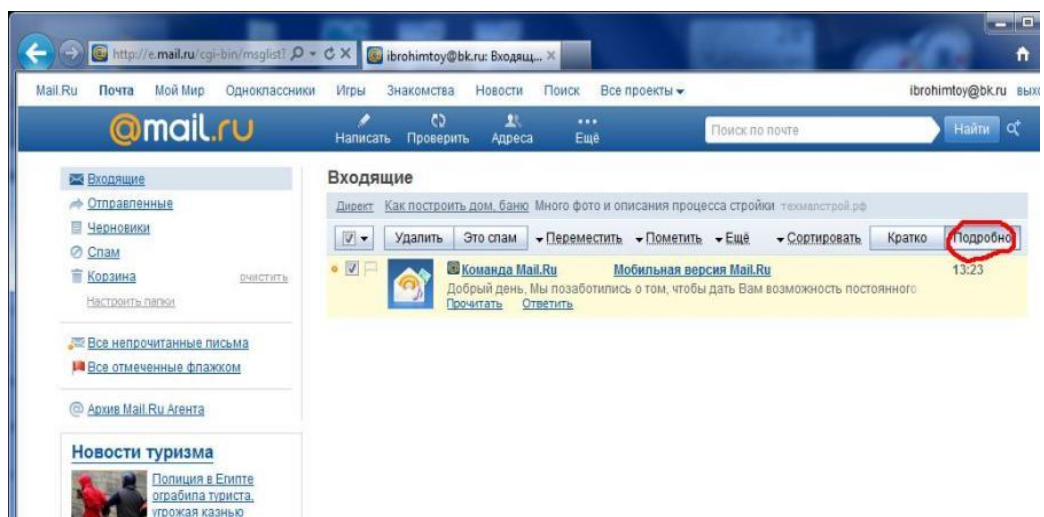 http://e.mail.ru/cgi-bin/msglist? ibrohimtoy@bk.ru: Входящ...
Mail.Ru Почта Мой Мир Одноклассники Игры Знакомства Новости Поиск Все проекты ibrohimtoy@bk.ru
@mail.ru Написать Проверить Адреса Ещё Поиск по почте Найти
Входящие
Отправленные
Черновики
Спам
Корзина очистить
Настроить папки
Все непрочитанные письма
Все отмеченные флажком
Архив Mail.Ru Агента
Новости туризма
Полиция в Египте
ограбила туриста,
угрожая казнью
Входящие
Директ Как построить дом, баню Много фото и описания процесса стройки техмапстрой.рф
Удалить Это спам Переместить Пометить Ещё Сортировать Кратко Подробно
Команда Mail.Ru Мобильная версия Mail.Ru 13:23
Добрый день, Мы позаботились о том, чтобы дать Вам возможность постоянного
Прочитать Ответить